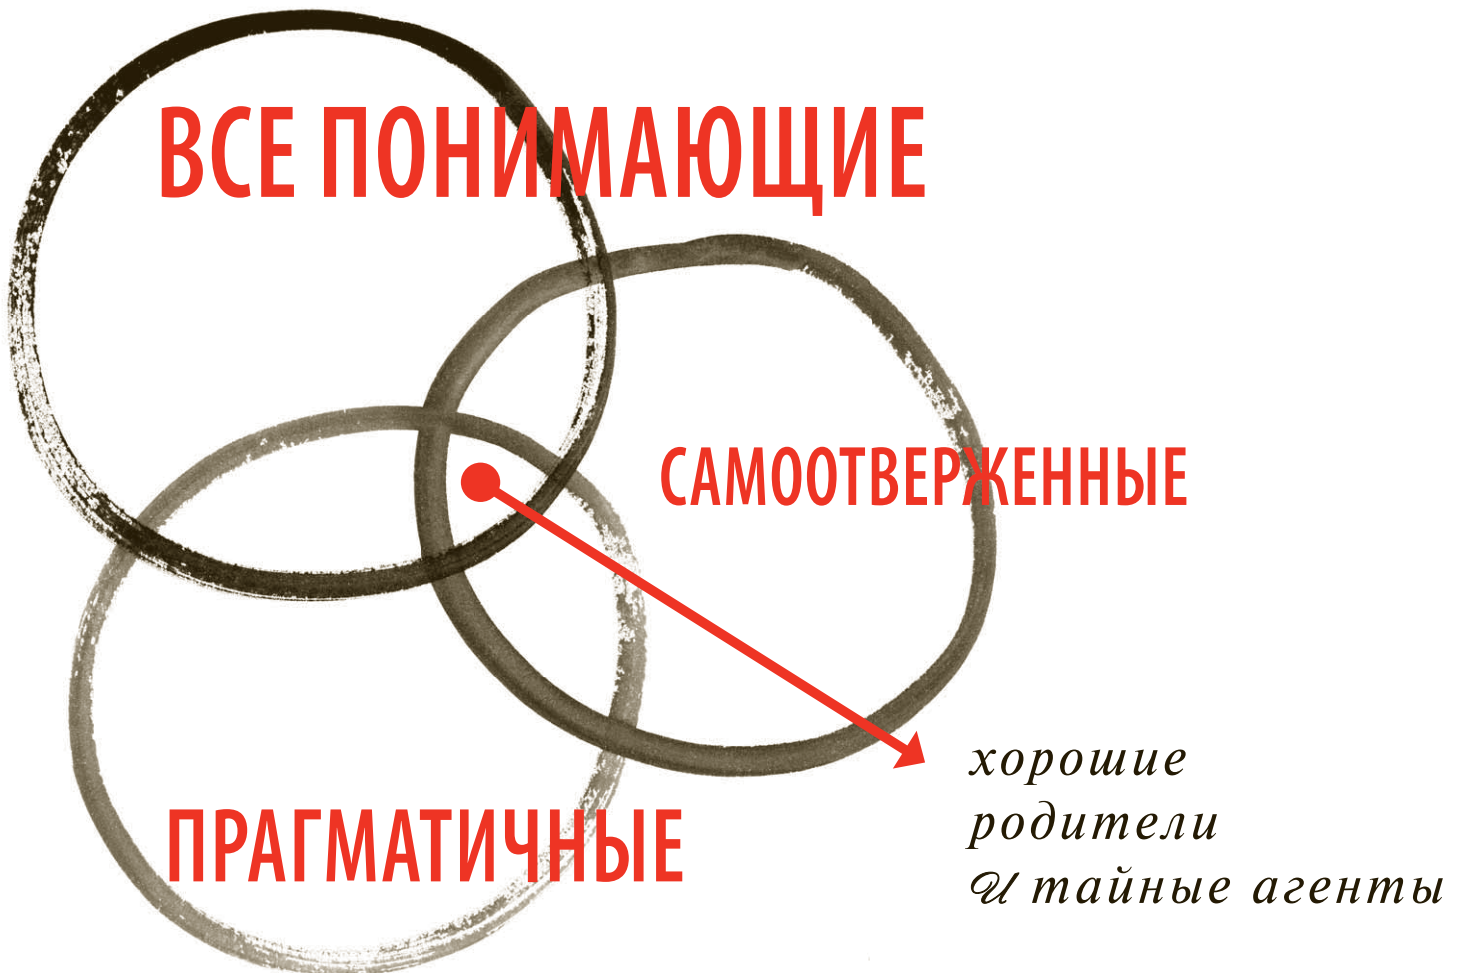 ВСЕ ПОНИМАЮЩИЕ
САМООТВЕРЖЕННЫЕ
ПРАГМАТИЧНЫЕ
хорошие
родители
И тайные агенты